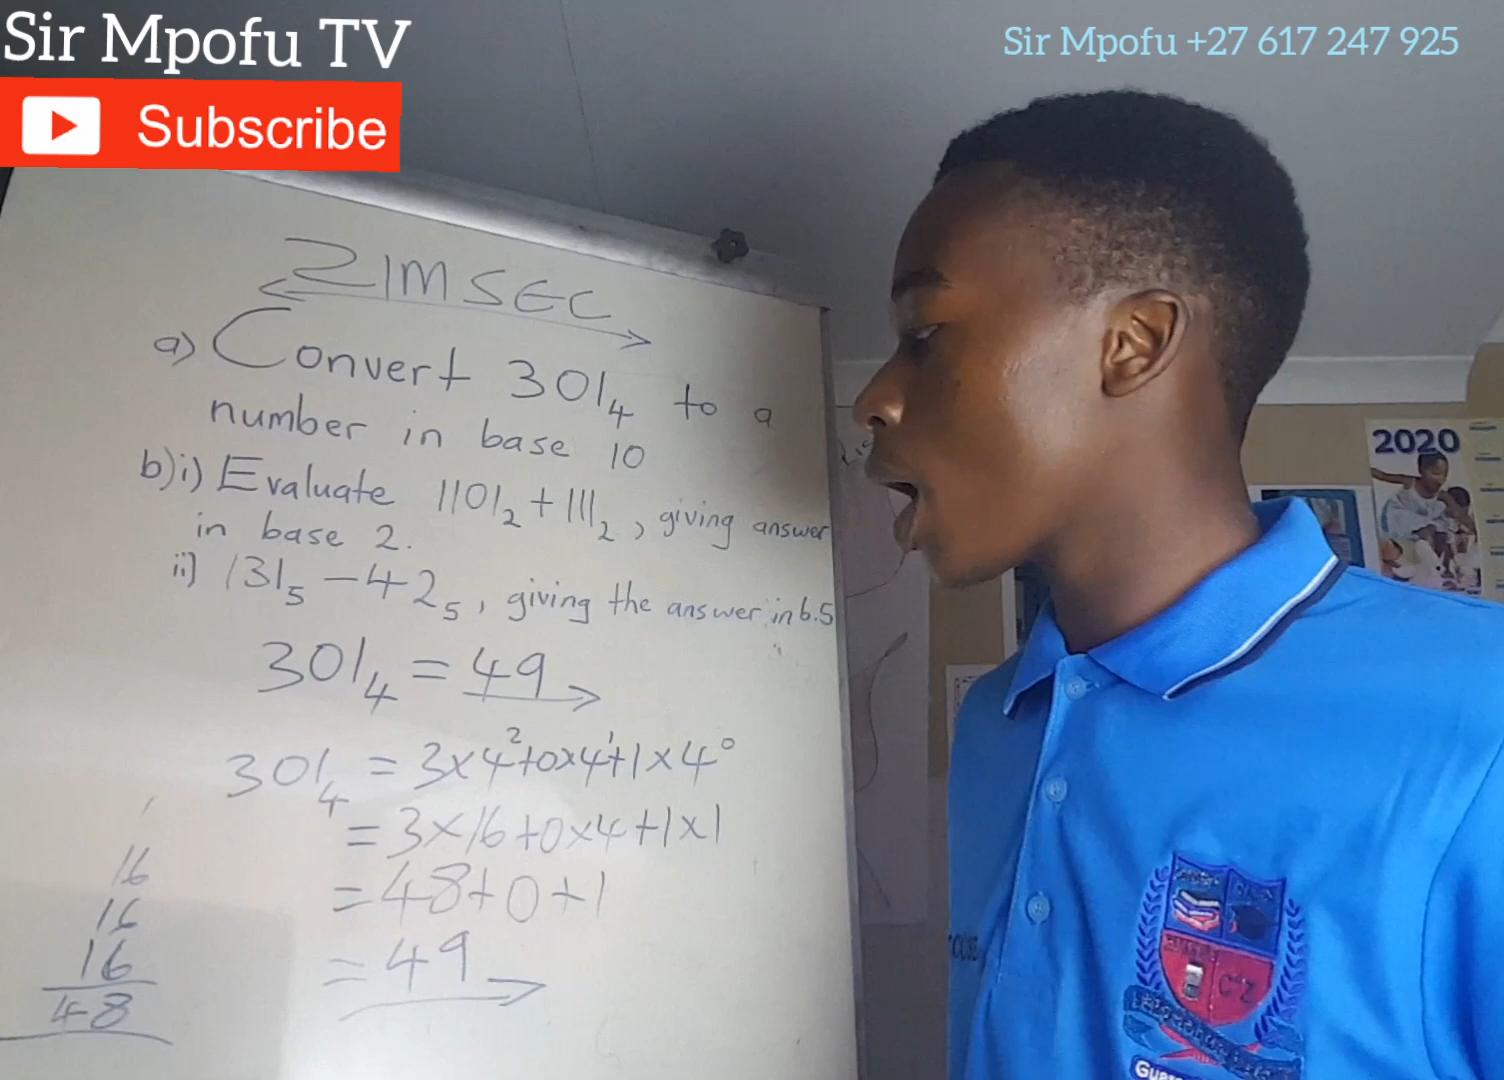 Sir Mpofu TV
Sir Mpofu +27 617 247 925
Subscribe
ZIMSEC
a) Convert 301₄ to a
number in base 10
b)i) Evaluate 1101₂ + 111₂, giving answer
in base 2.
ii) 131₅ − 42₅, giving the answer in b.5
301₄ = 49
301₄ = 3×4²+0×4¹+1×4⁰
= 3×16+0×4+1×1
= 48+0+1
= 49
16
16
16
48
2020